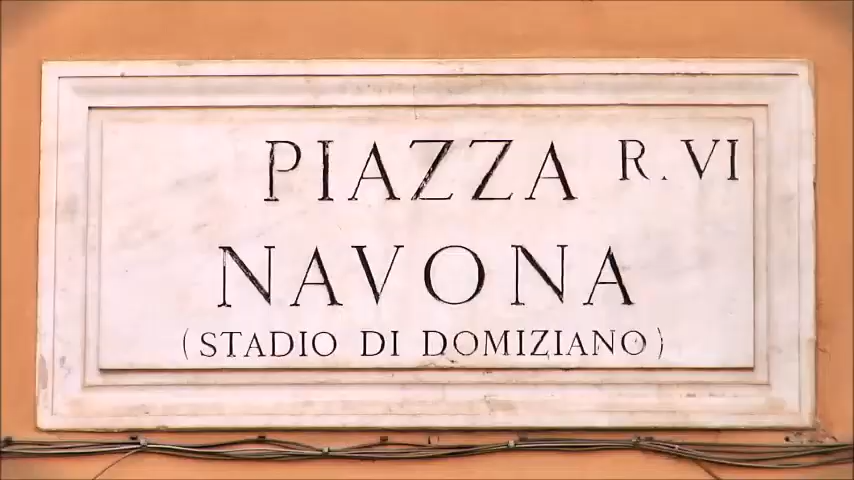 PIAZZA R. VI
NAVONA
(STADIO DI DOMIZIANO)